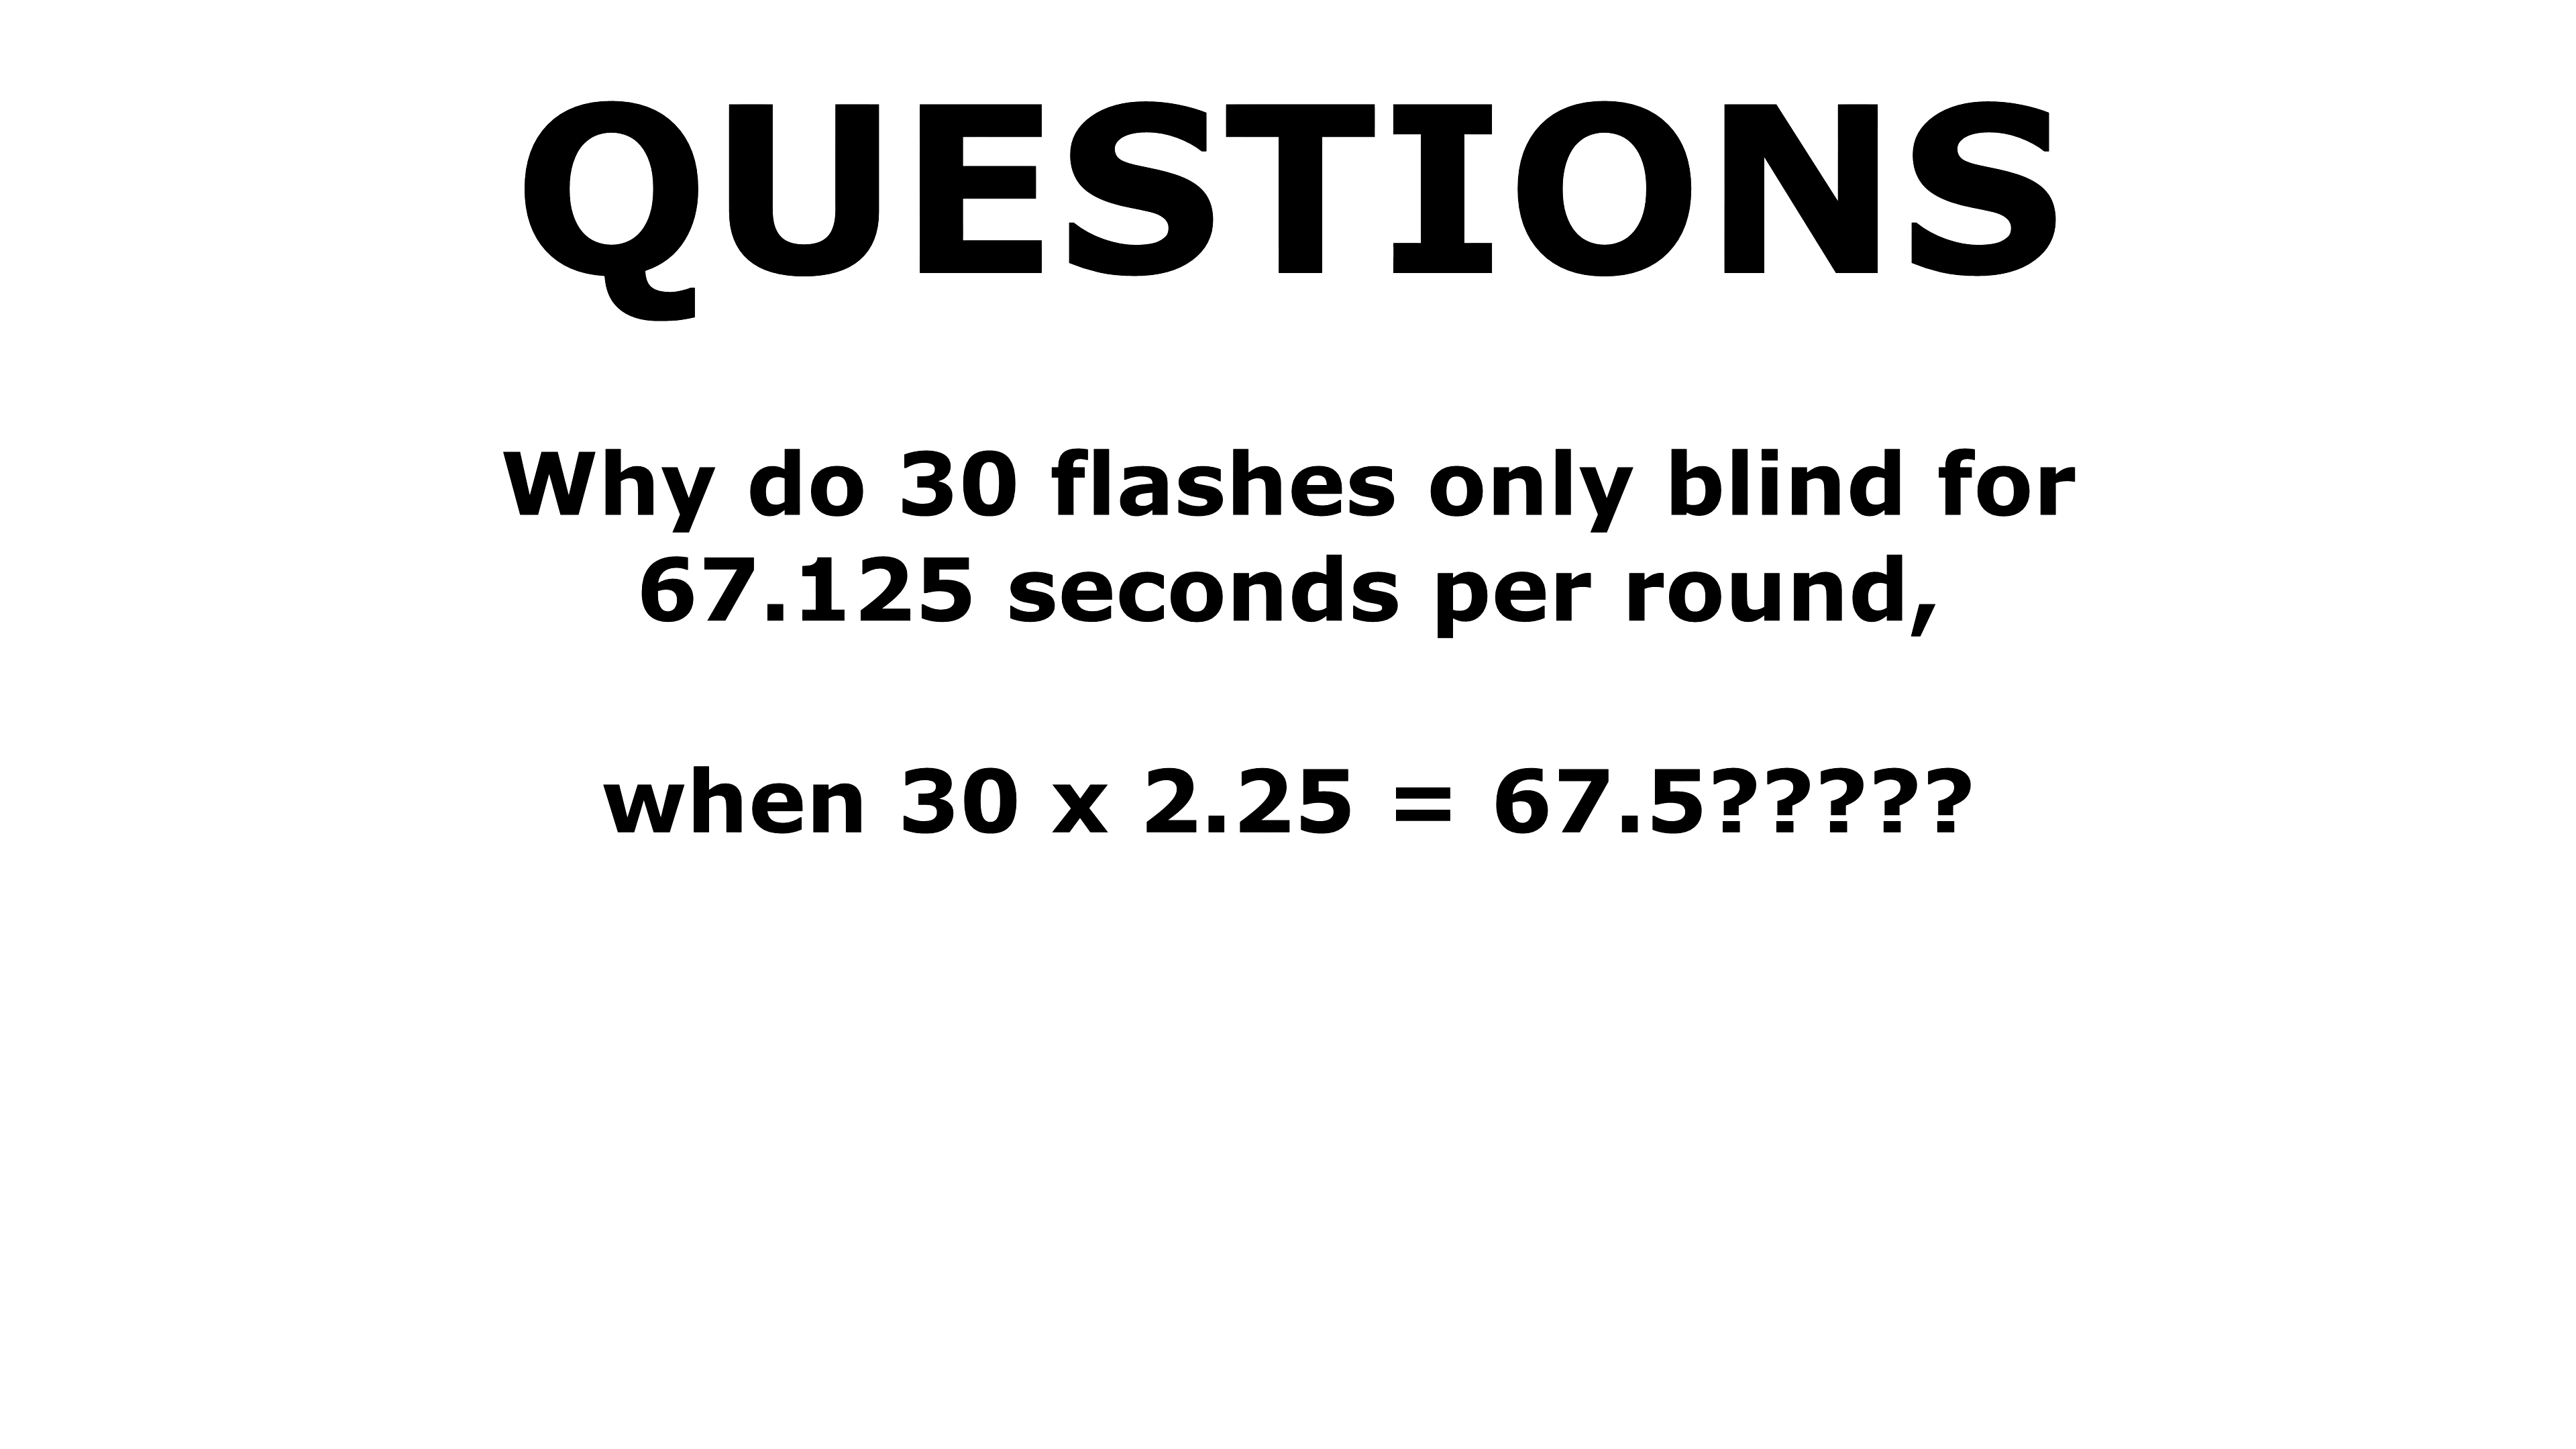 QUESTIONS
Why do 30 flashes only blind for
67.125 seconds per round,
when 30 x 2.25 = 67.5?????